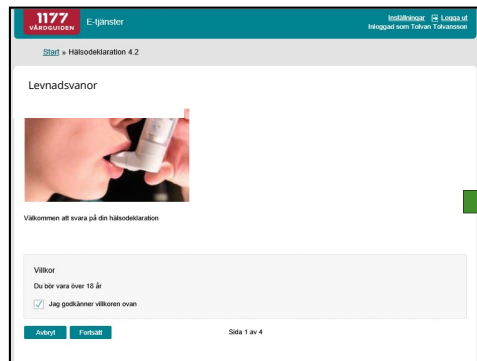 1177
VÅRDGUIDEN
E-tjänster
Inställningar Logga ut
Inloggad som Tolvan Tolvansson
Start » Hälsodeklaration 4.2
Levnadsvanor
Välkommen att svara på din hälsodeklaration
Villkor
Du bör vara över 18 år
Jag godkänner villkoren ovan
Avbryt Fortsätt Sida 1 av 4